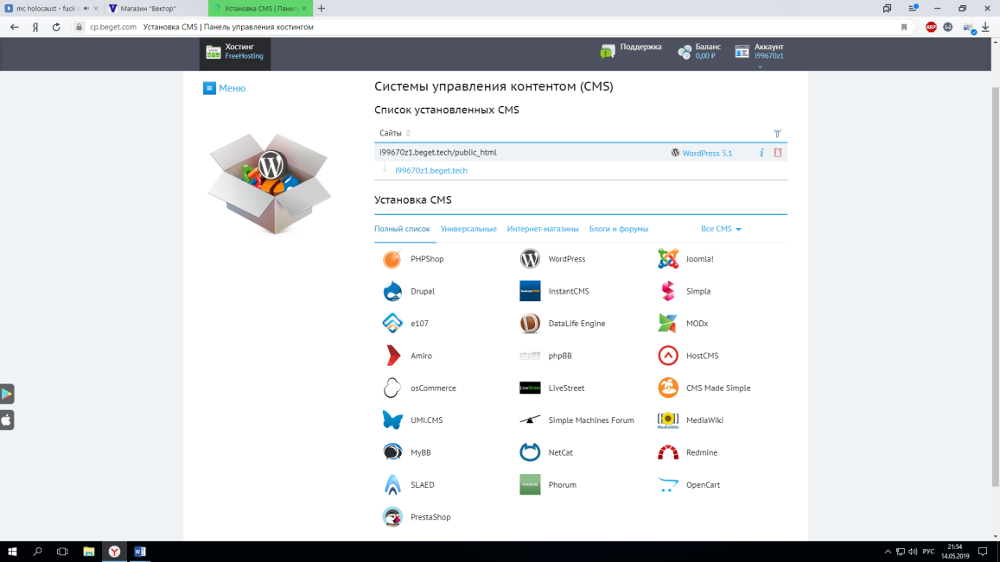 mc holocaust - fuck
Магазин "Вектор"
Установка CMS | Панел
cp.beget.com Установка CMS | Панель управления хостингом
ABP
Хостинг
FreeHosting
Поддержка
Баланс
0,00 ₽
Аккаунт
i99670z1
Меню
Системы управления контентом (CMS)
Список установленных CMS
Сайты
i99670z1.beget.tech/public_html WordPress 5.1
i99670z1.beget.tech
Установка CMS
Полный список Универсальные Интернет-магазины Блоги и форумы Все CMS
PHPShop WordPress Joomla!
Drupal InstantCMS Simpla
e107 DataLife Engine MODx
Amiro phpBB HostCMS
osCommerce LiveStreet CMS Made Simple
UMI.CMS Simple Machines Forum MediaWiki
MyBB NetCat Redmine
SLAED Phorum OpenCart
PrestaShop
РУС
21:54
14.05.2019